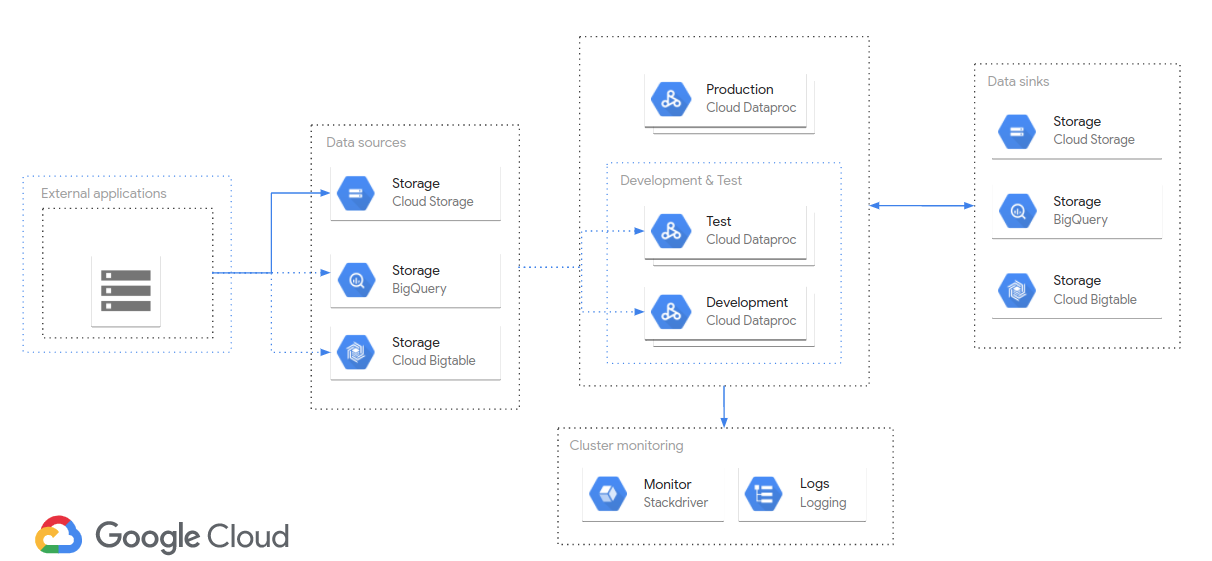 External applications
Data sources
Storage
Cloud Storage
Storage
BigQuery
Storage
Cloud Bigtable
Production
Cloud Dataproc
Development & Test
Test
Cloud Dataproc
Development
Cloud Dataproc
Data sinks
Storage
Cloud Storage
Storage
BigQuery
Storage
Cloud Bigtable
Cluster monitoring
Monitor
Stackdriver
Logs
Logging
Google Cloud